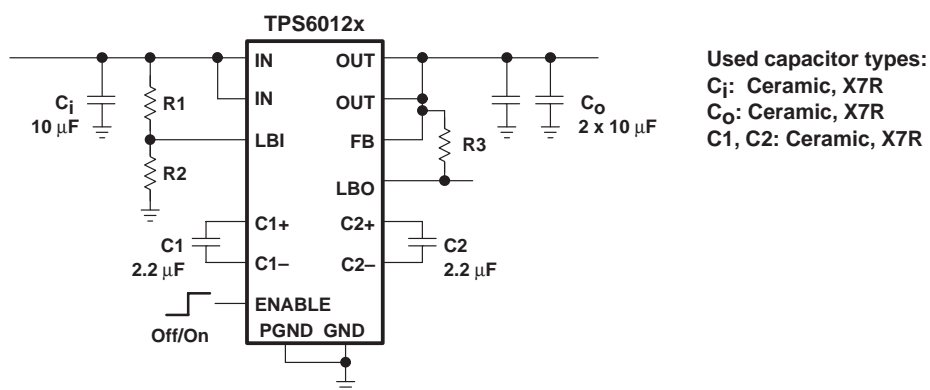 TPS6012x
IN
OUT
Ci
10 μF
R1
IN
OUT
Co
2 x 10 μF
LBI
FB
R3
R2
LBO
C1+
C2+
C1
2.2 μF
C2
2.2 μF
C1–
C2–
ENABLE
Off/On
PGND GND
Used capacitor types:
Ci: Ceramic, X7R
Co: Ceramic, X7R
C1, C2: Ceramic, X7R